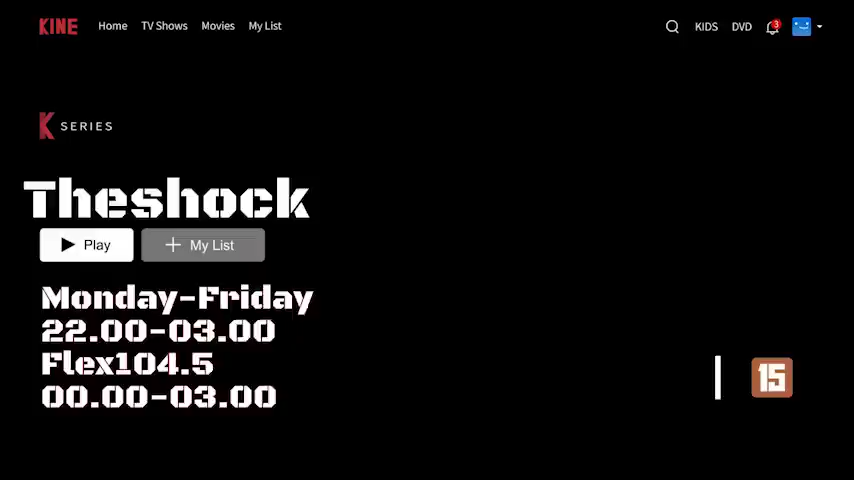 KINE Home TV Shows Movies My List KIDS DVD 3
K SERIES
Theshock
Play My List
Monday-Friday
22.00-03.00
Flex104.5
00.00-03.00
15